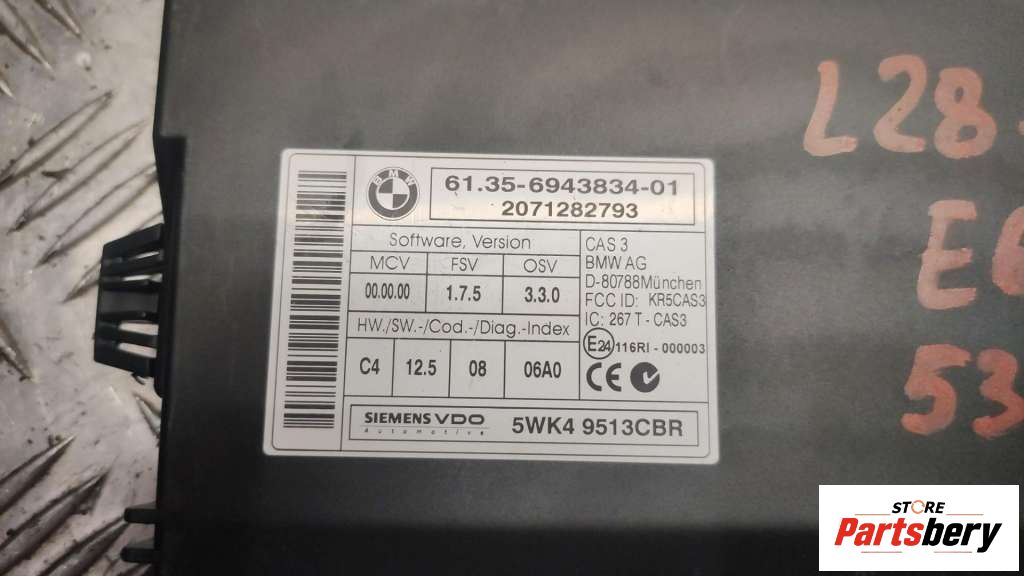 BMW
61.35-6943834-01
2071282793
Software, Version
MCV FSV OSV
00.00.00 1.7.5 3.3.0
HW./SW.-/Cod.-/Diag.-Index
C4 12.5 08 06A0
CAS 3
BMW AG
D-80788München
FCC ID: KR5CAS3
IC: 267 T - CAS3
E24 116RI - 000003
CE
SIEMENS VDO
Automotive
5WK4 9513CBR
L28
E6
53
STORE
Partsbery